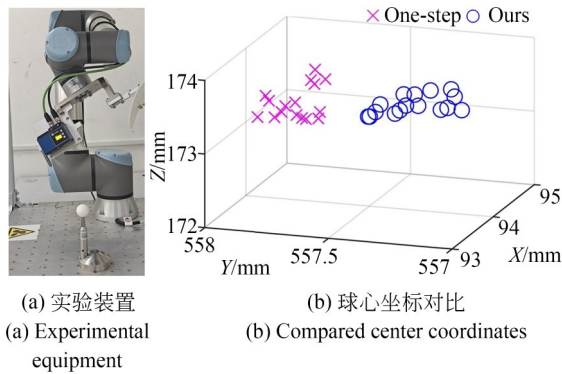 × One-step ○ Ours
174
173
172
Z/mm
558
557.5
557
Y/mm
93
94
95
X/mm
(a) 实验装置
(a) Experimental
equipment
(b) 球心坐标对比
(b) Compared center coordinates